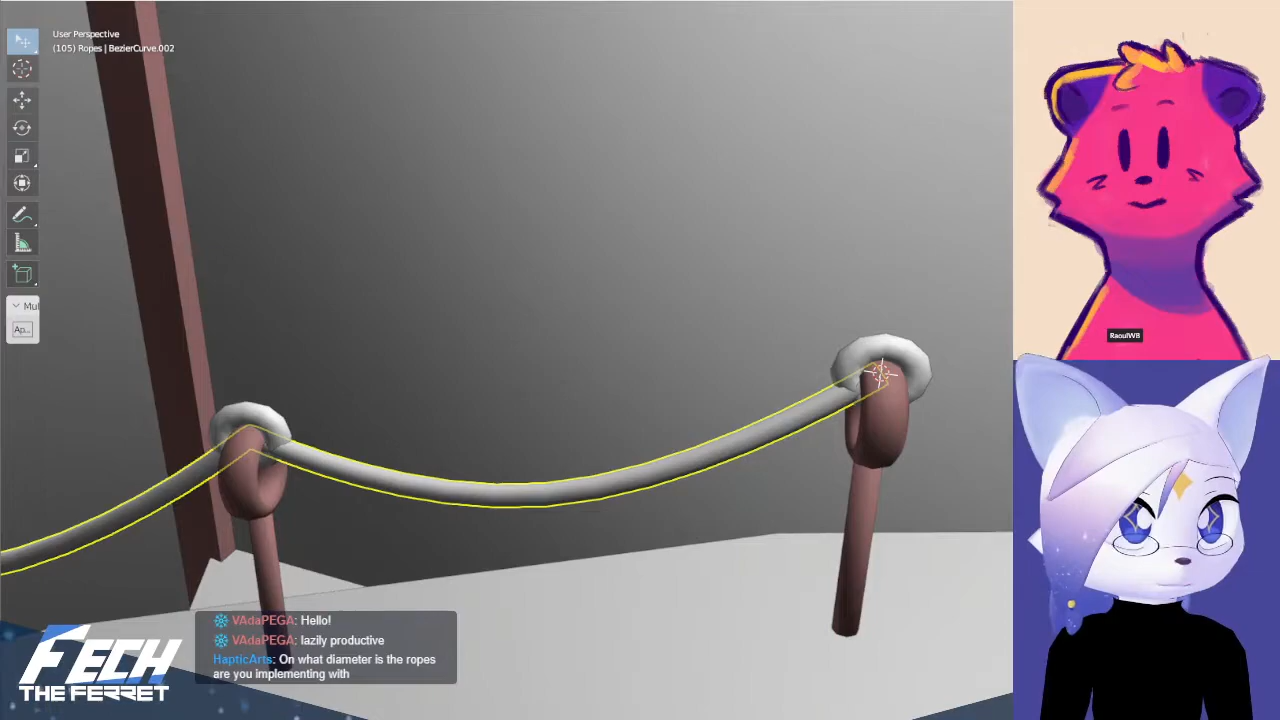 User Perspective
(105) Ropes | BezierCurve.002
Mul
Ap...
RaoulWB
VAdaPEGA: Hello!
VAdaPEGA: lazily productive
HapticArts: On what diameter is the ropes
are you implementing with
FECH
THE FERRET